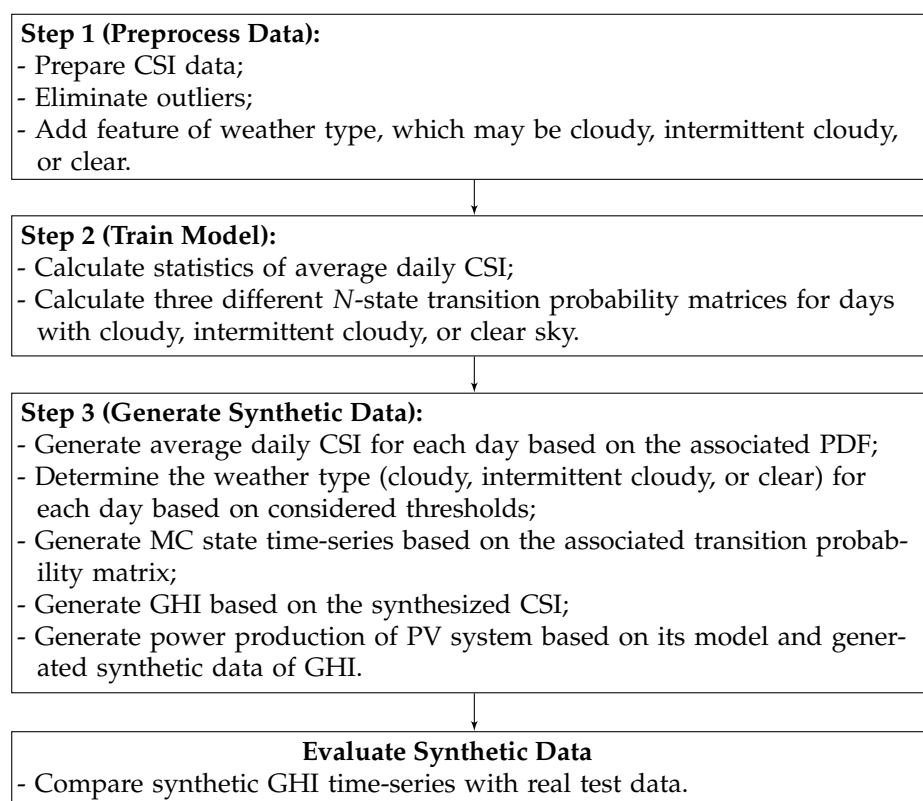 Step 1 (Preprocess Data):
- Prepare CSI data;
- Eliminate outliers;
- Add feature of weather type, which may be cloudy, intermittent cloudy,
or clear.
Step 2 (Train Model):
- Calculate statistics of average daily CSI;
- Calculate three different N-state transition probability matrices for days
with cloudy, intermittent cloudy, or clear sky.
Step 3 (Generate Synthetic Data):
- Generate average daily CSI for each day based on the associated PDF;
- Determine the weather type (cloudy, intermittent cloudy, or clear) for
each day based on considered thresholds;
- Generate MC state time-series based on the associated transition probab-
ility matrix;
- Generate GHI based on the synthesized CSI;
- Generate power production of PV system based on its model and gener-
ated synthetic data of GHI.
Evaluate Synthetic Data
- Compare synthetic GHI time-series with real test data.